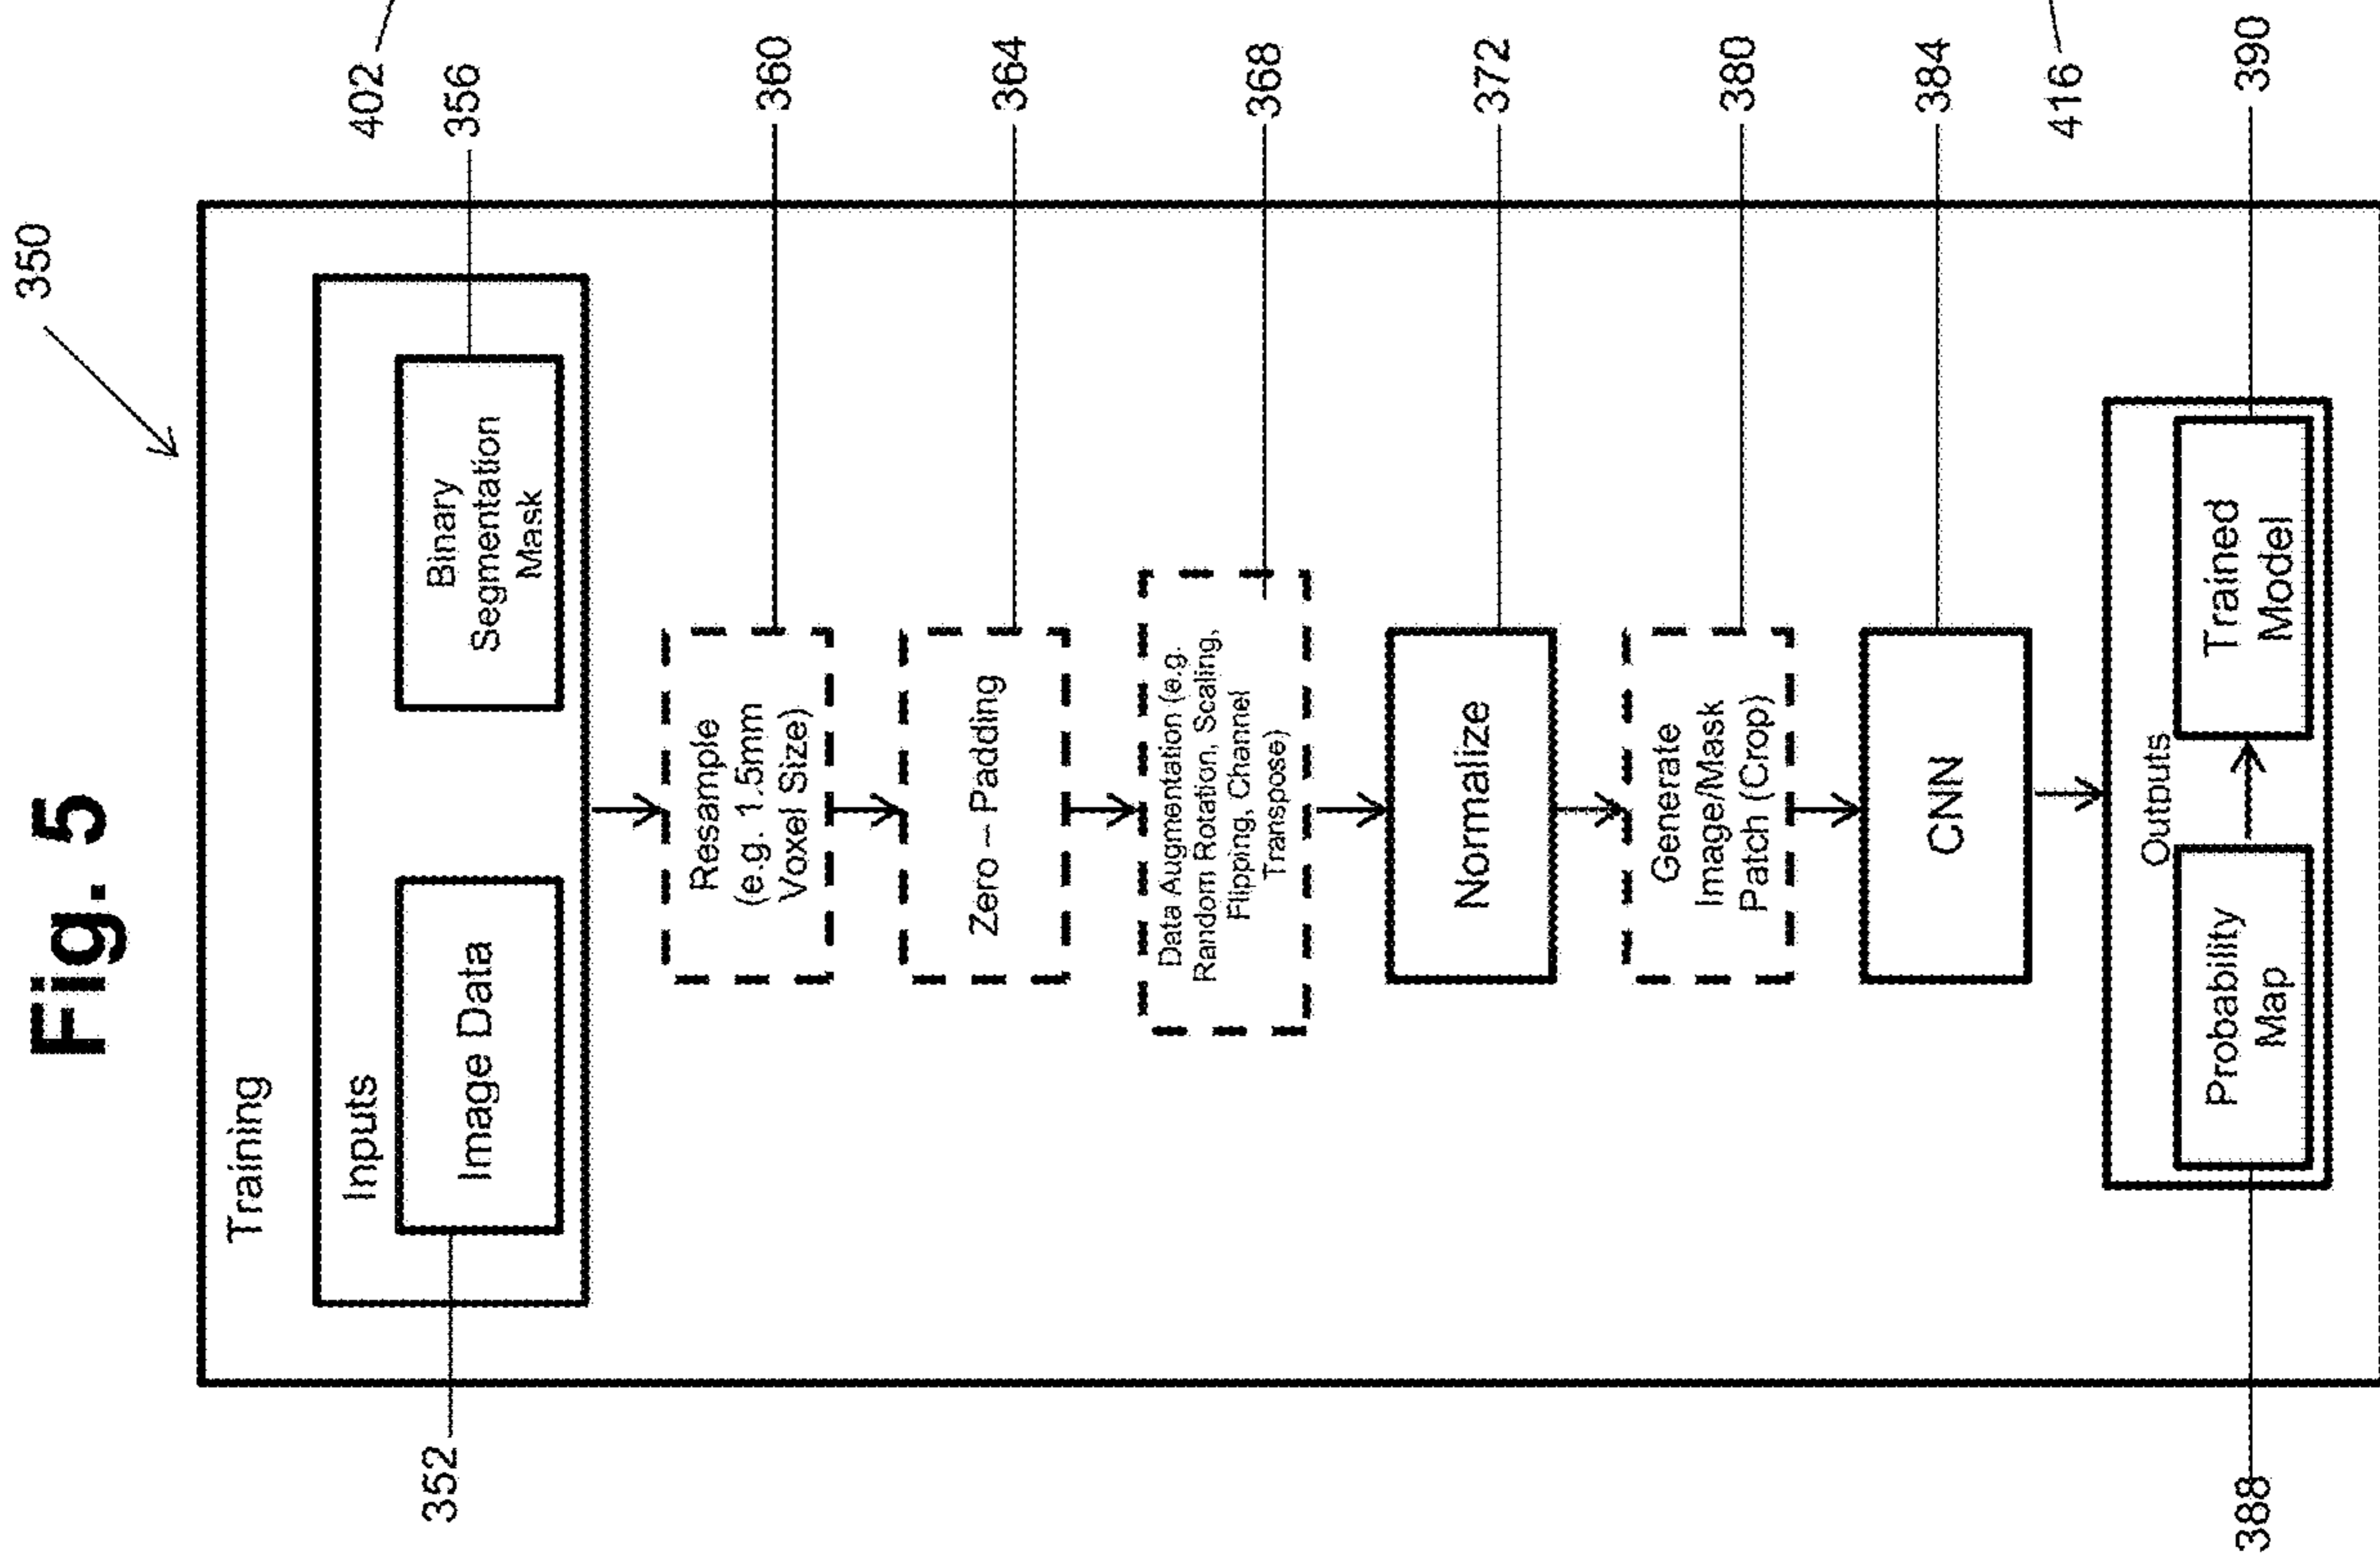 Fig. 5
350
Training
Inputs
Image Data
Binary
Segmentation
Mask
352
402
356
Resample
(e.g. 1.5mm
Voxel Size)
360
Zero – Padding
364
Data Augmentation (e.g.
Random Rotation, Scaling,
Flipping, Channel
Transpose)
368
Normalize
372
Generate
Image/Mask
Patch (Crop)
380
CNN
384
416
Outputs
Probability
Map
Trained
Model
388
390